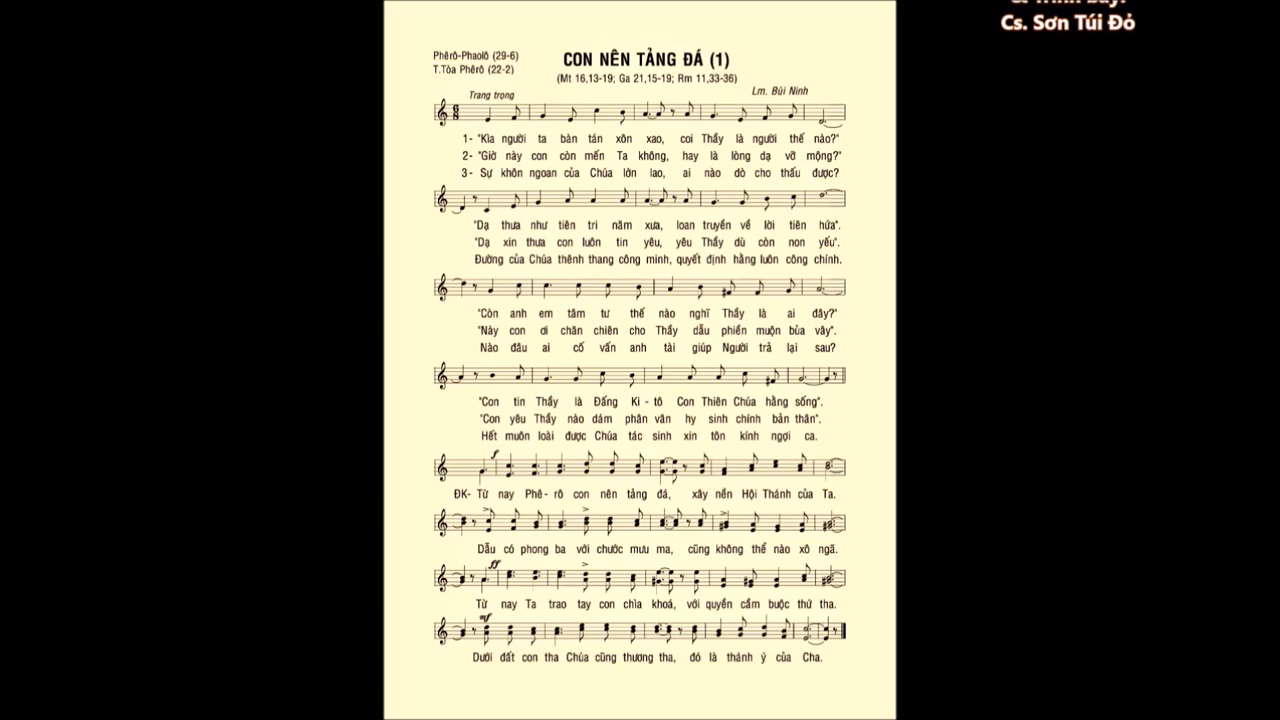 Cs. Sơn Túi Đỏ
Phêrô-Phaolô (29-6)
T.Tòa Phêrô (22-2)
CON NÊN TẢNG ĐÁ (1)
(Mt 16,13-19; Ga 21,15-19; Rm 11,33-36)
Lm. Bùi Ninh
Trang trọng
1- "Kìa người ta bàn tán xôn xao, coi Thầy là người thế nào?"
2- "Giờ này con còn mến Ta không, hay là lòng dạ vỡ mộng?"
3- Sự khôn ngoan của Chúa lớn lao, ai nào dò cho thấu được?
"Dạ thưa như tiên tri năm xưa, loan truyền về lời tiên hứa".
"Dạ xin thưa con luôn tin yêu, yêu Thầy dù còn non yếu".
Đường của Chúa thênh thang công minh, quyết định hằng luôn công chính.
"Còn anh em tâm tư thế nào nghĩ Thầy là ai đây?"
"Này con ơi chăn chiên cho Thầy dẫu phiền muộn bủa vây".
Nào đâu ai cố vấn anh tài giúp Người trả lại sau?
"Con tin Thầy là Đấng Ki - tô Con Thiên Chúa hằng sống".
"Con yêu Thầy nào dám phân vân hy sinh chính bản thân".
Hết muôn loài được Chúa tác sinh xin tôn kính ngợi ca.
f
ĐK- Từ nay Phê - rô con nên tảng đá, xây nền Hội Thánh của Ta.
Dẫu có phong ba với chước mưu ma, cũng không thể nào xô ngã.
ff
Từ nay Ta trao tay con chìa khoá, với quyền cầm buộc thứ tha.
mf
Dưới đất con tha Chúa cũng thương tha, đó là thánh ý của Cha.